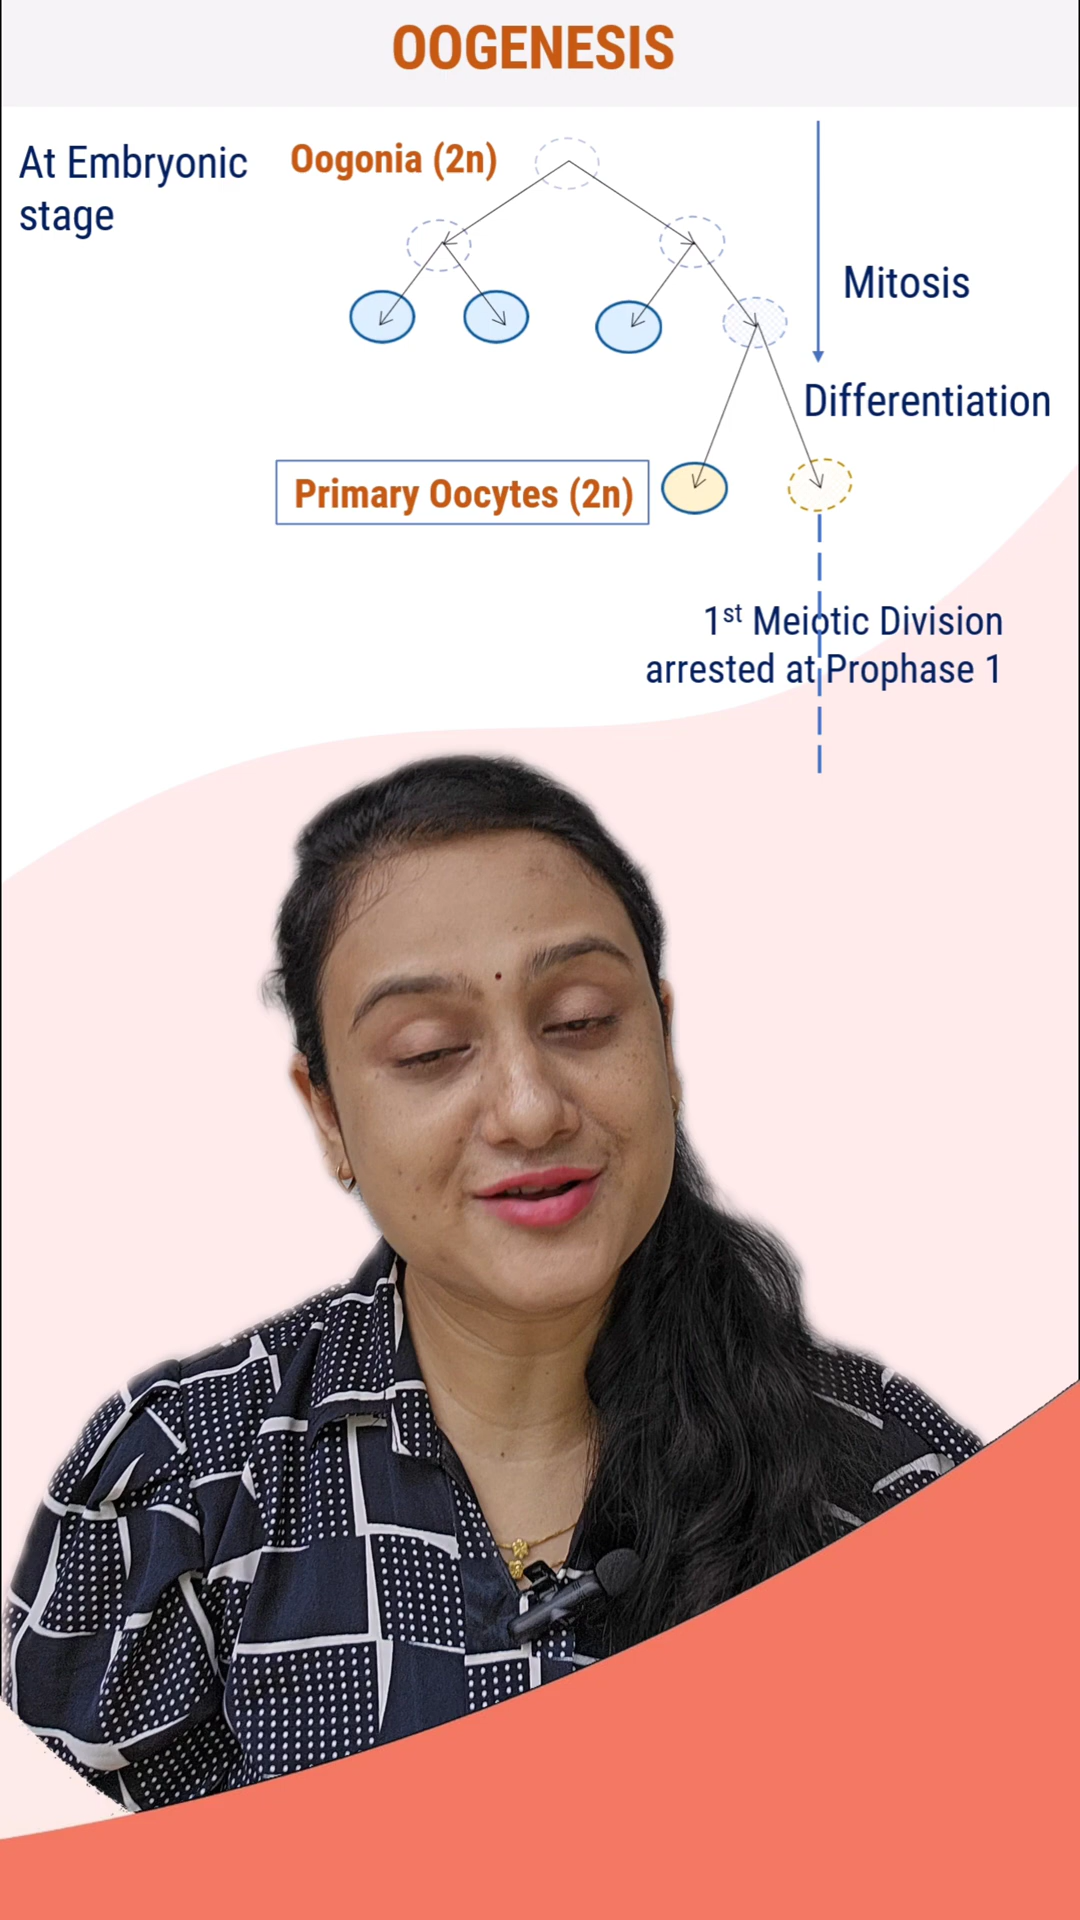 OOGENESIS
At Embryonic
stage
Oogonia (2n)
Mitosis
Differentiation
Primary Oocytes (2n)
1st Meiotic Division
arrested at Prophase 1